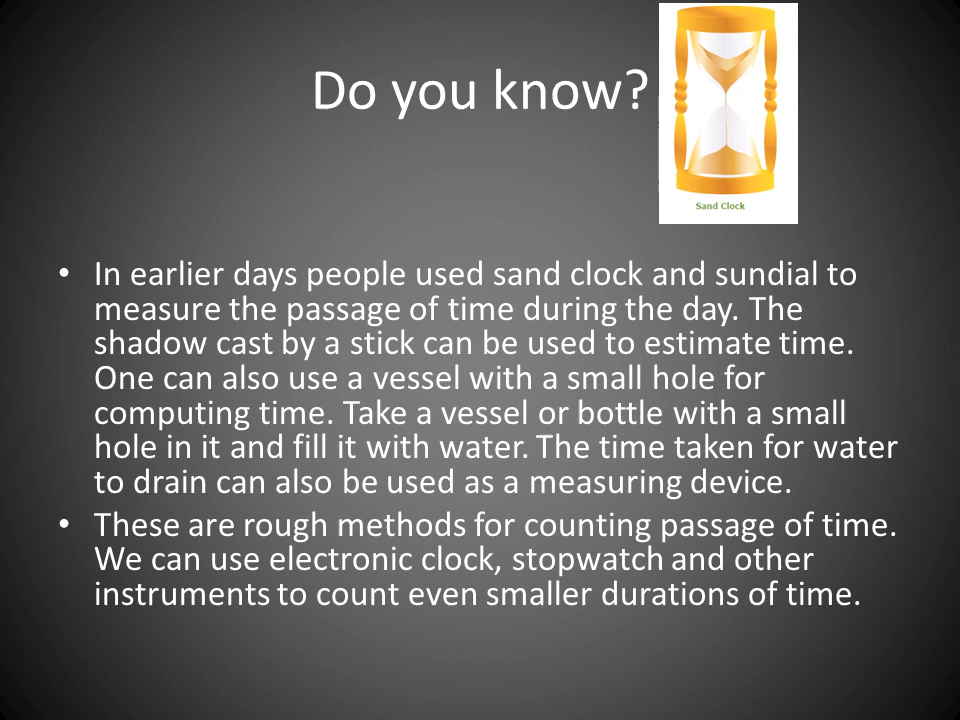 Do you know?
Sand Clock
• In earlier days people used sand clock and sundial to
measure the passage of time during the day. The
shadow cast by a stick can be used to estimate time.
One can also use a vessel with a small hole for
computing time. Take a vessel or bottle with a small
hole in it and fill it with water. The time taken for water
to drain can also be used as a measuring device.
• These are rough methods for counting passage of time.
We can use electronic clock, stopwatch and other
instruments to count even smaller durations of time.